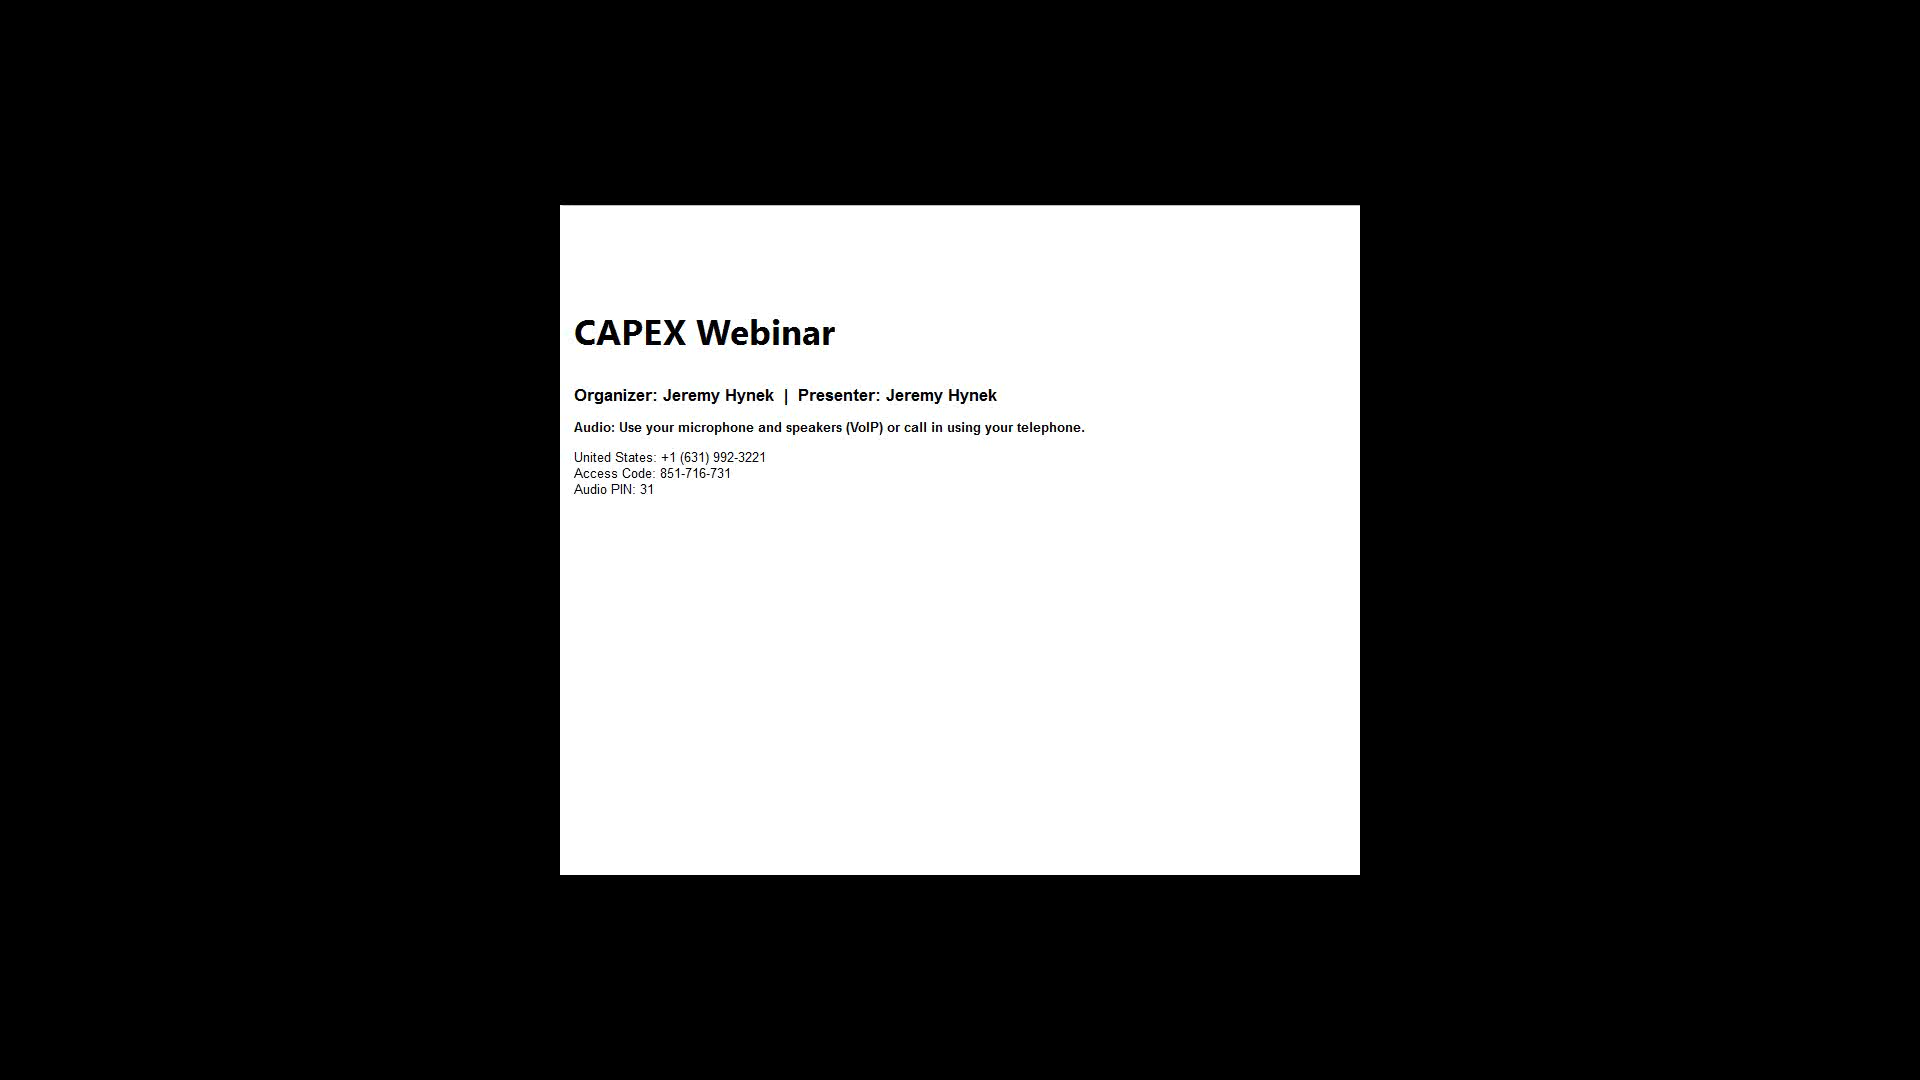 CAPEX Webinar
Organizer: Jeremy Hynek | Presenter: Jeremy Hynek
Audio: Use your microphone and speakers (VoIP) or call in using your telephone.
United States: +1 (631) 992-3221
Access Code: 851-716-731
Audio PIN: 31